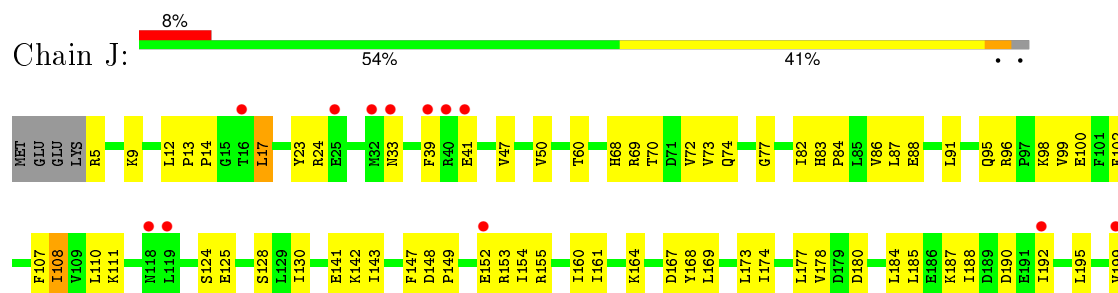 8%
Chain J:
54% 41% • •
MET GLU GLU LYS R5 K9 L12 P13 P14 G15 T16 L17 Y23 R24 E25 M32 N33 F39 R40 E41 V47 V50 T60 H68 R69 T70 D71 V72 V73 Q74 G77 I82 H83 P84 L85 V86 L87 E88 L91 Q95 R96 P97 K98 V99 E100 F101
F107 I108 V109 L110 K111 N118 L119 S124 E125 S128 L129 I130 E141 K142 I143 F147 D148 P149 E152 R153 I154 R155 I160 I161 K164 D167 Y168 L169 L173 I174 L177 V178 D179 D180 L184 L185 E186 K187 I188 D189 D190 E191 I192 L195